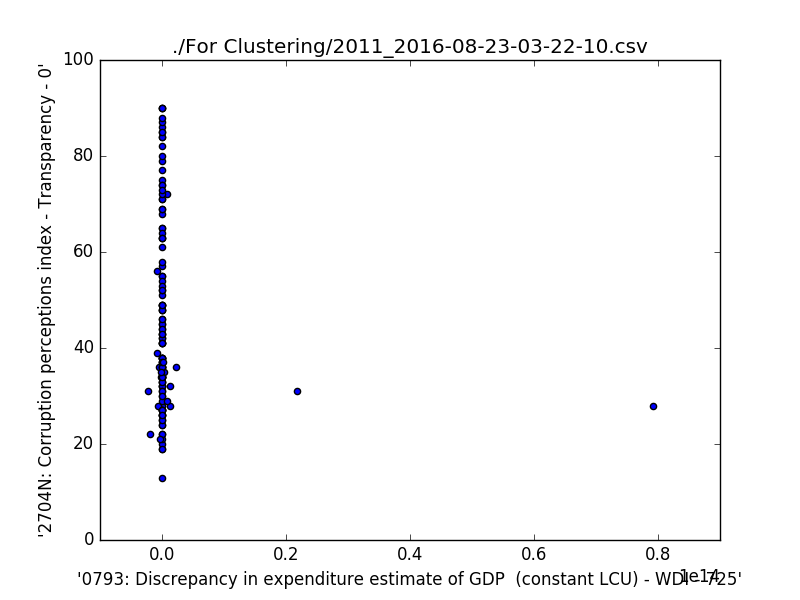 ./For Clustering/2011_2016-08-23-03-22-10.csv
100
80
60
40
20
0
'2704N: Corruption perceptions index - Transparency - 0'
0.0 0.2 0.4 0.6 0.8
1e14
'0793: Discrepancy in expenditure estimate of GDP  (constant LCU) - WDI - 725'